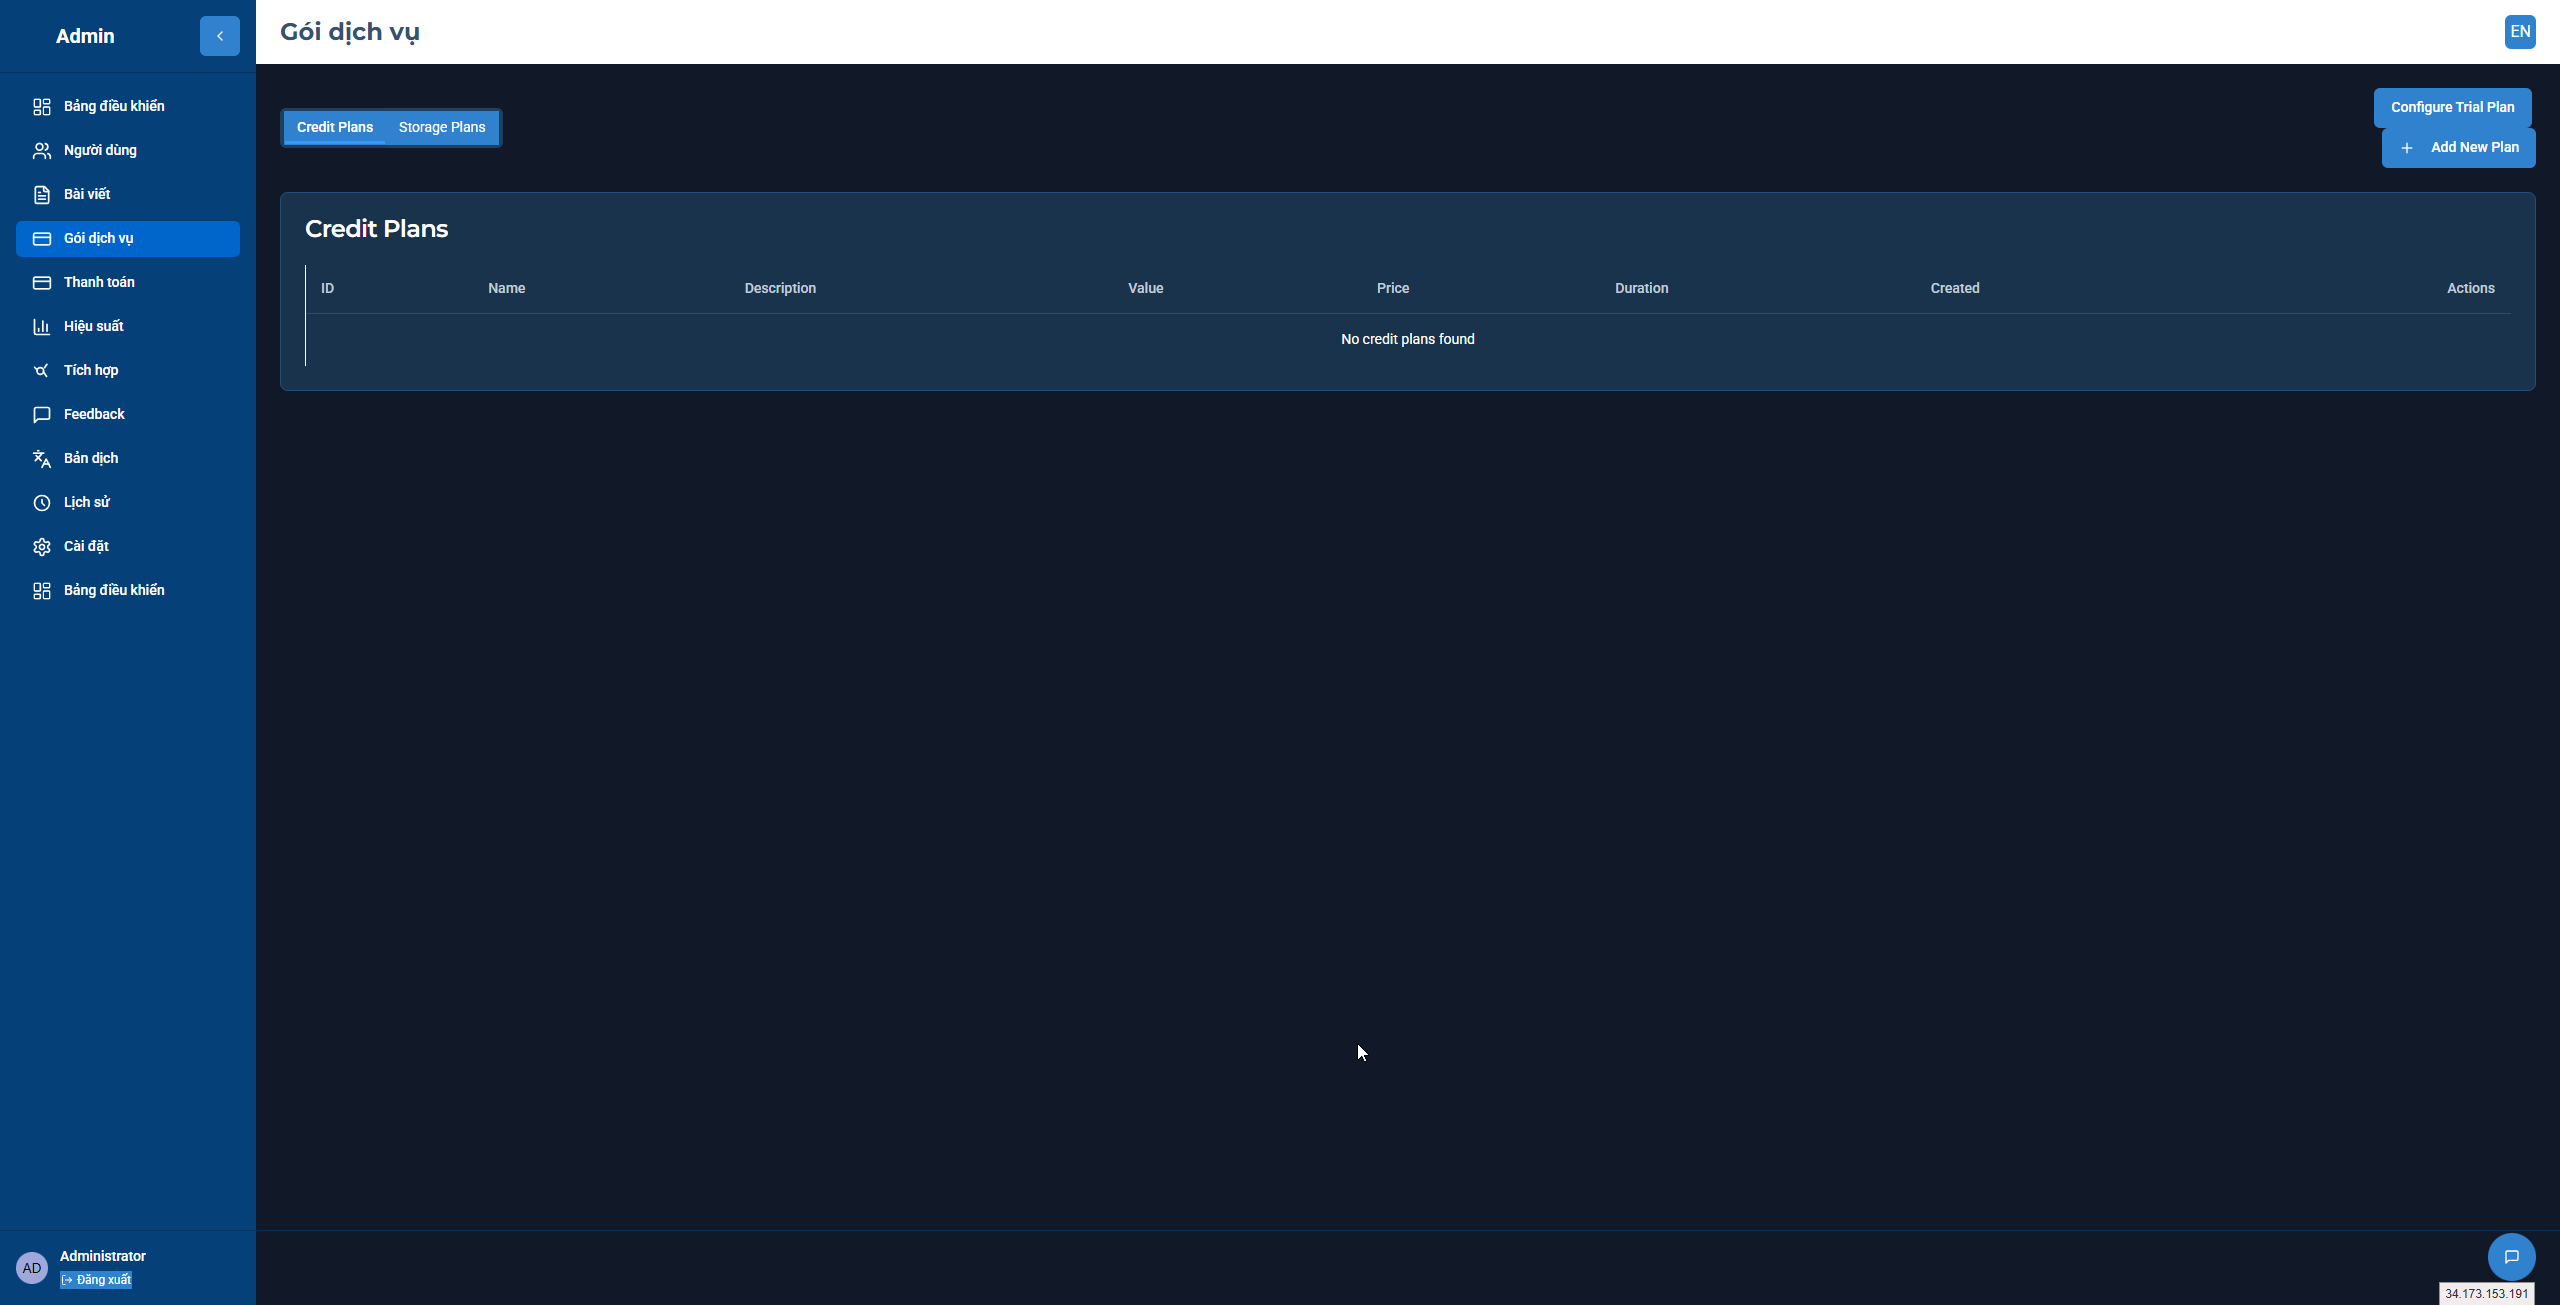 Admin
Bảng điều khiển
Người dùng
Bài viết
Gói dịch vụ
Thanh toán
Hiệu suất
Tích hợp
Feedback
Bản dịch
Lịch sử
Cài đặt
Bảng điều khiển
AD
Administrator
Đăng xuất
Gói dịch vụ
EN
Credit Plans Storage Plans
Configure Trial Plan
Add New Plan
Credit Plans
ID Name Description Value Price Duration Created Actions
No credit plans found
34.173.153.191